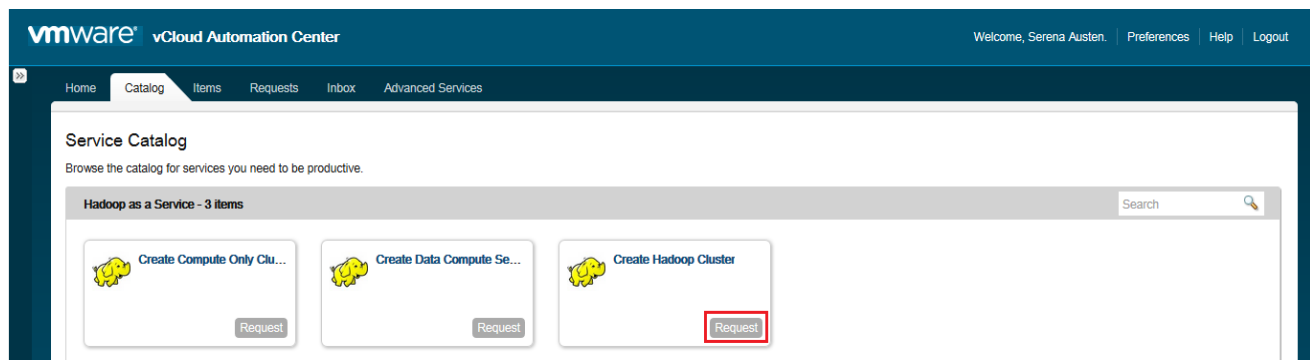 vmware® vCloud Automation Center
Welcome, Serena Austen. Preferences Help Logout
Home Catalog Items Requests Inbox Advanced Services
Service Catalog
Browse the catalog for services you need to be productive.
Hadoop as a Service - 3 items Search
Create Compute Only Clu... Create Data Compute Se... Create Hadoop Cluster
Request Request Request